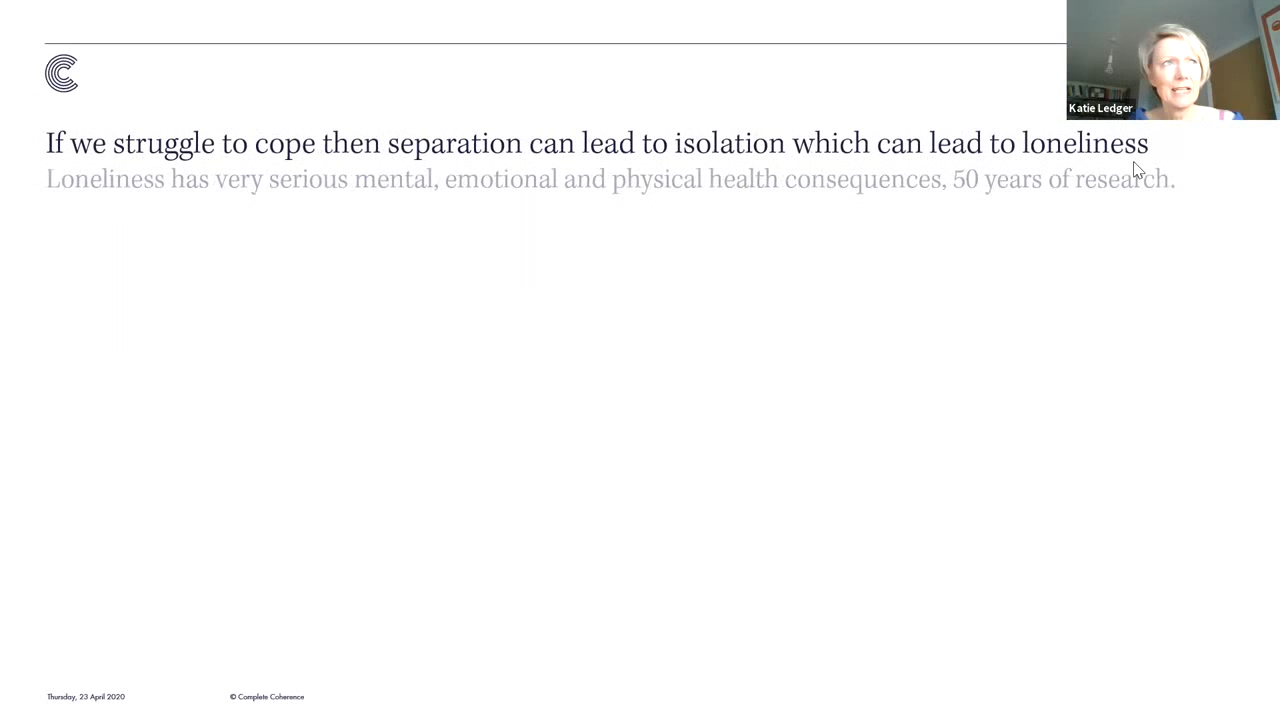 Katie Ledger
If we struggle to cope then separation can lead to isolation which can lead to loneliness
Loneliness has very serious mental, emotional and physical health consequences, 50 years of research.
Thursday, 23 April 2020
© Complete Coherence